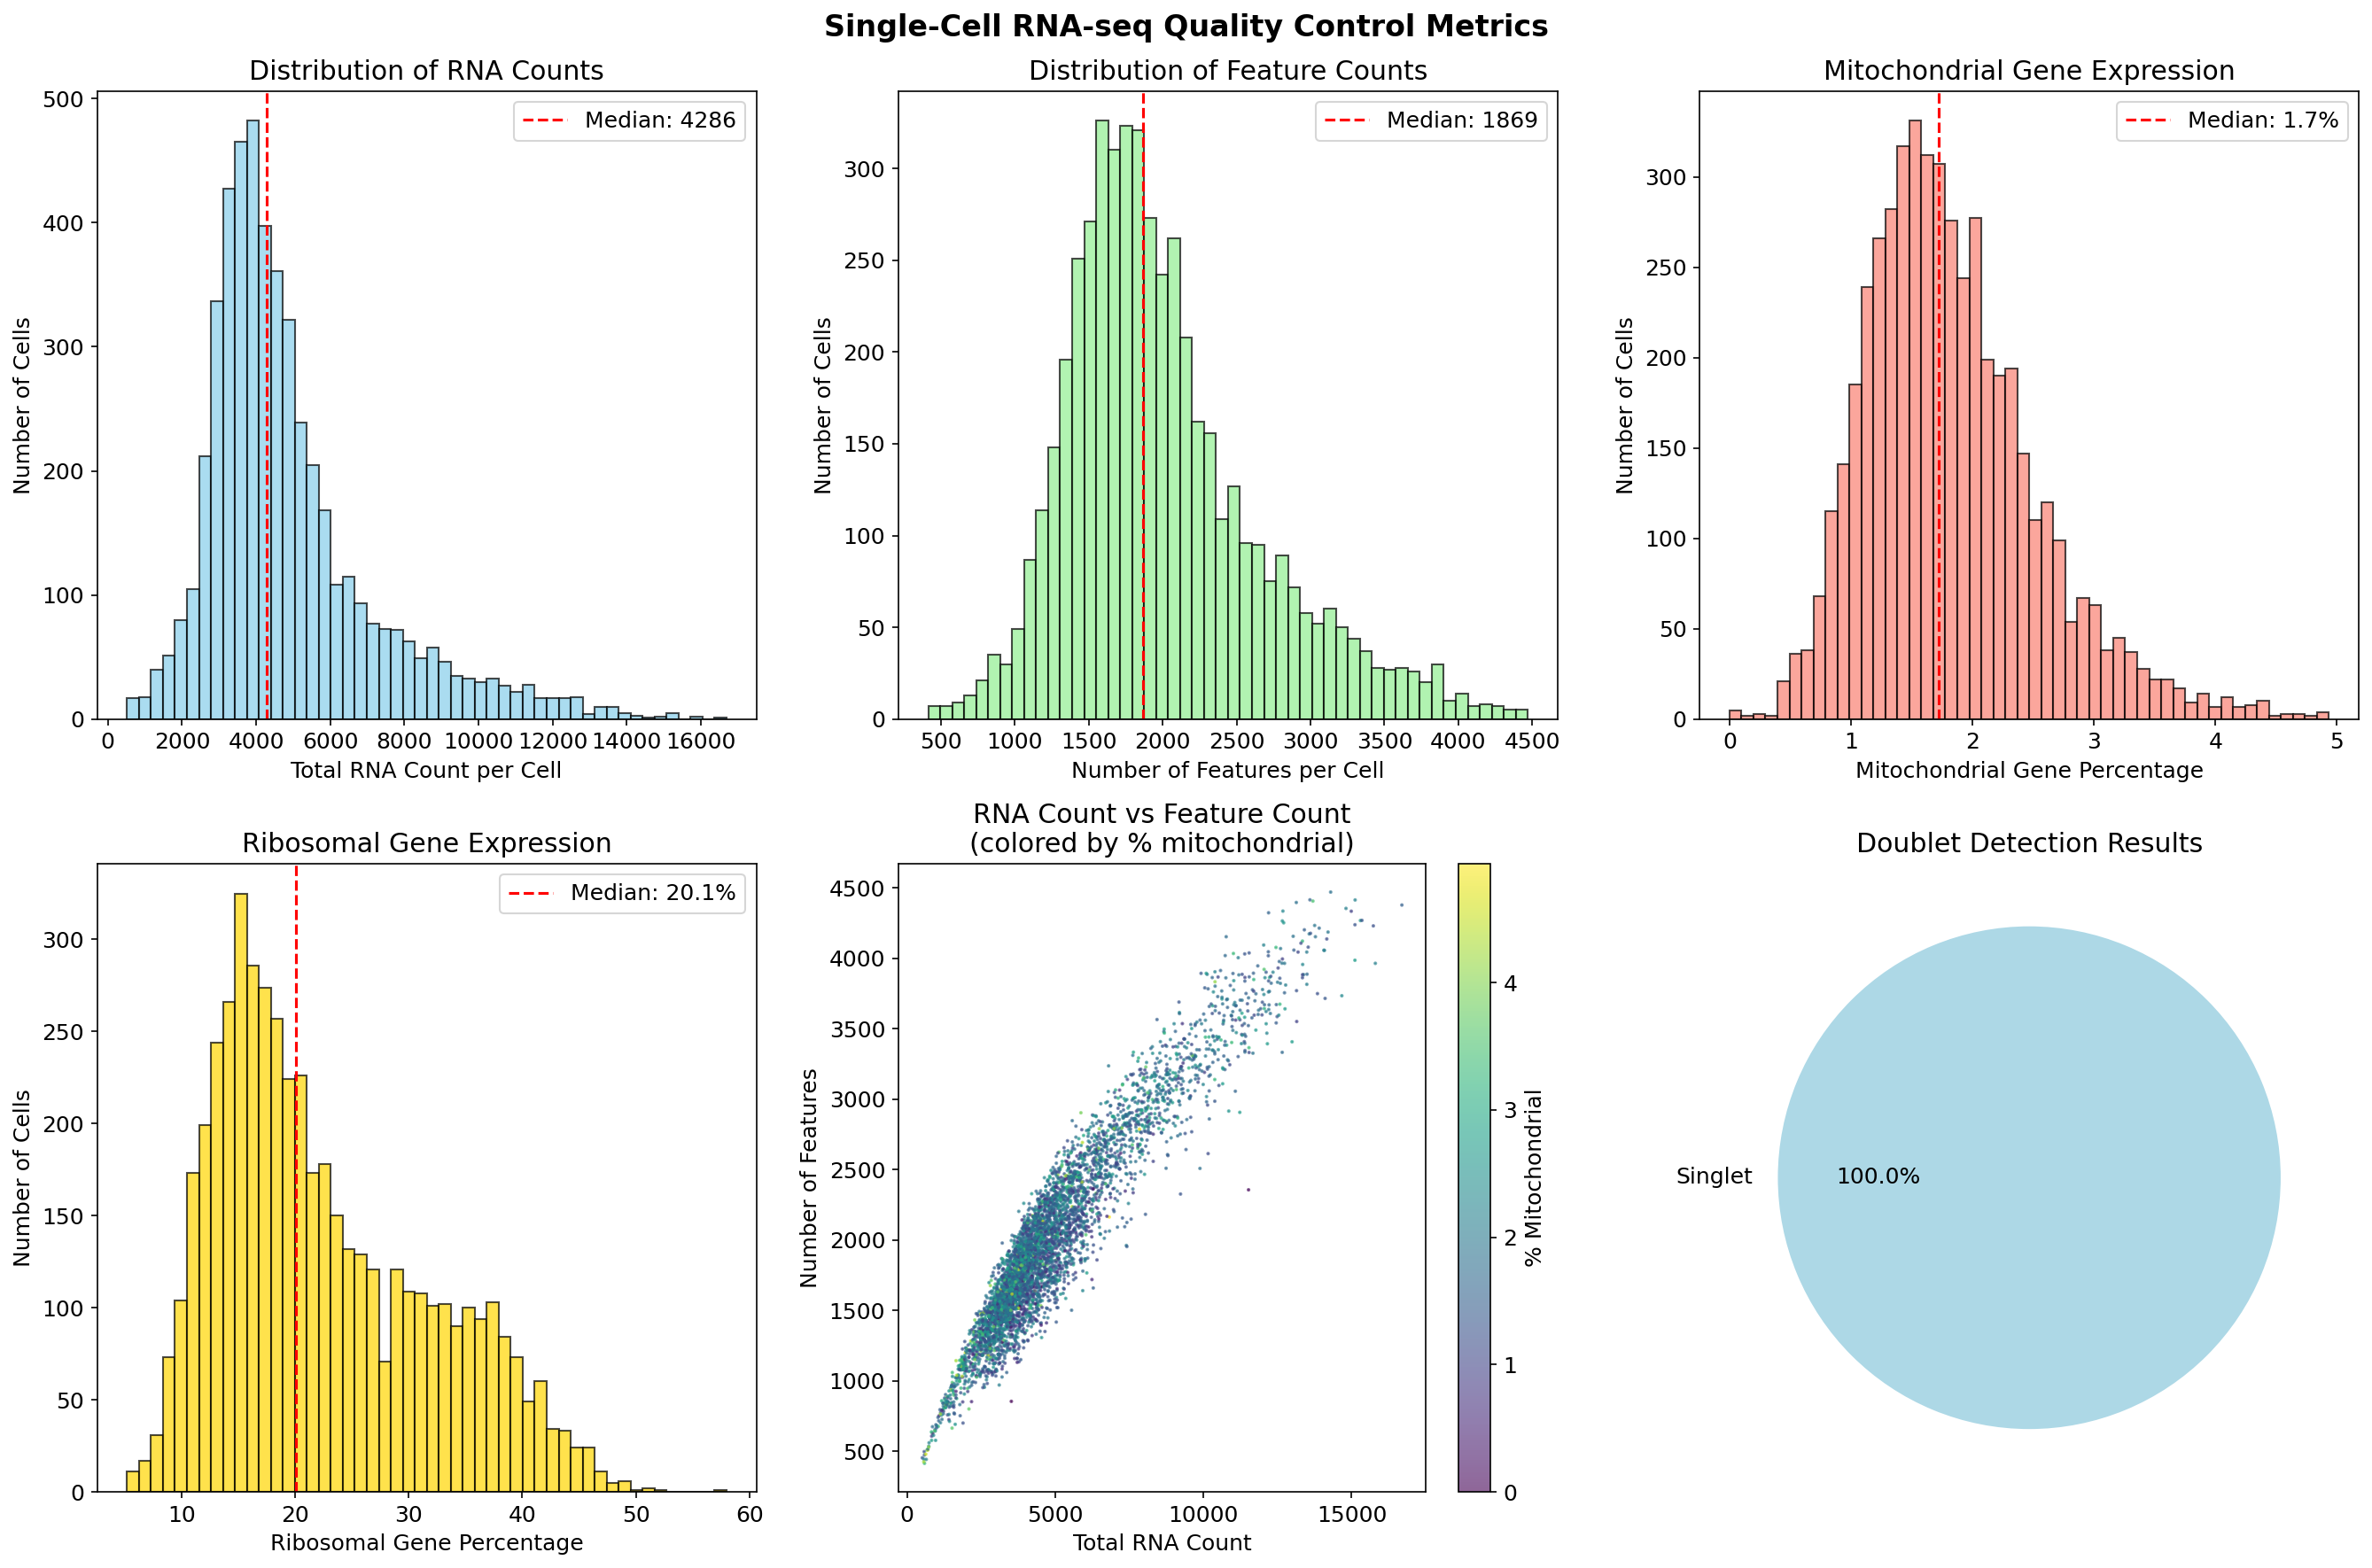 Single-Cell RNA-seq Quality Control Metrics
Distribution of RNA Counts
Median: 4286
Number of Cells
500
400
300
200
100
0
0 2000 4000 6000 8000 10000 12000 14000 16000
Total RNA Count per Cell
Distribution of Feature Counts
Median: 1869
Number of Cells
300
250
200
150
100
50
0
500 1000 1500 2000 2500 3000 3500 4000 4500
Number of Features per Cell
Mitochondrial Gene Expression
Median: 1.7%
Number of Cells
300
250
200
150
100
50
0
0 1 2 3 4 5
Mitochondrial Gene Percentage
Ribosomal Gene Expression
Median: 20.1%
Number of Cells
300
250
200
150
100
50
0
10 20 30 40 50 60
Ribosomal Gene Percentage
RNA Count vs Feature Count
(colored by % mitochondrial)
Number of Features
4500
4000
3500
3000
2500
2000
1500
1000
500
0 5000 10000 15000
Total RNA Count
4
3
2
1
0
% Mitochondrial
Doublet Detection Results
Singlet
100.0%